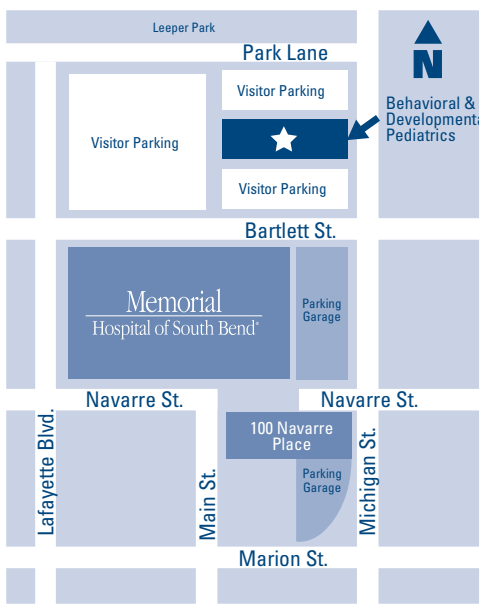 Leeper Park
Park Lane
N
Visitor Parking
Visitor Parking
Behavioral &
Developmenta
Pediatrics
Visitor Parking
Bartlett St.
Memorial
Hospital of South Bend®
Parking
Garage
Navarre St.
Navarre St.
100 Navarre
Place
Lafayette Blvd.
Main St.
Parking
Garage
Michigan St.
Marion St.